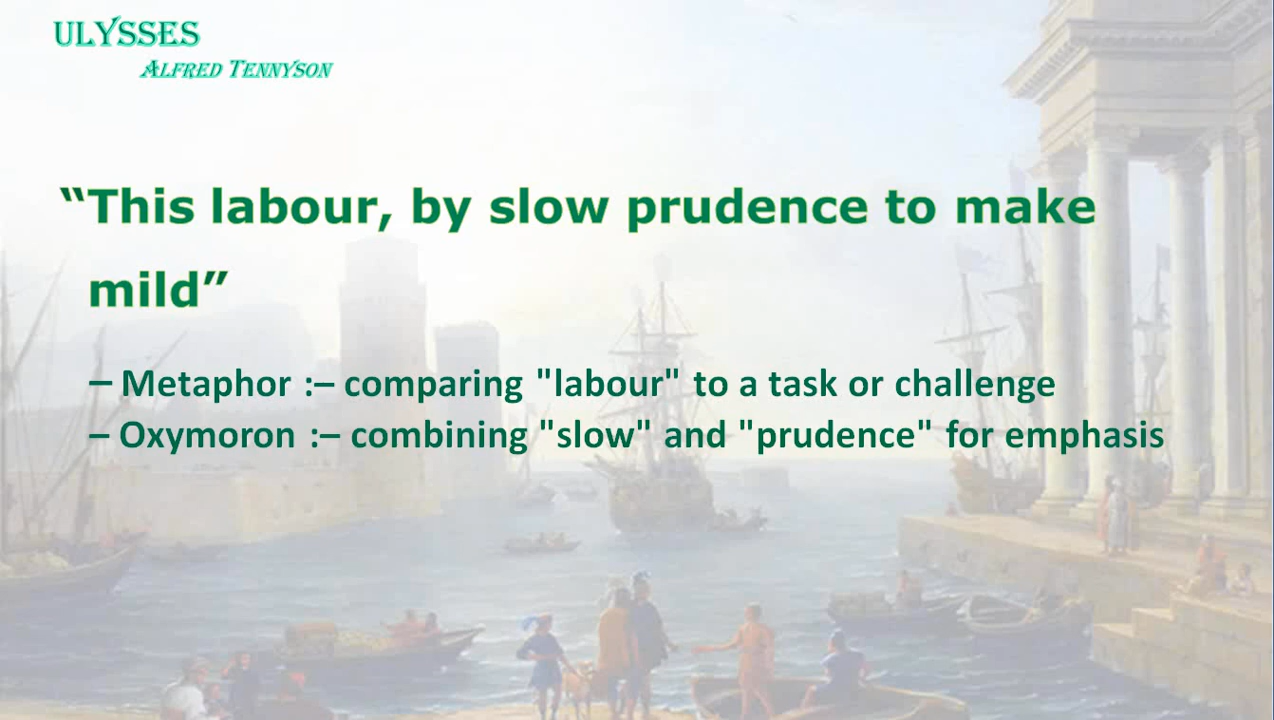 ULYSSES
ALFRED TENNYSON
“This labour, by slow prudence to make
mild”
– Metaphor :– comparing "labour" to a task or challenge
– Oxymoron :– combining "slow" and "prudence" for emphasis